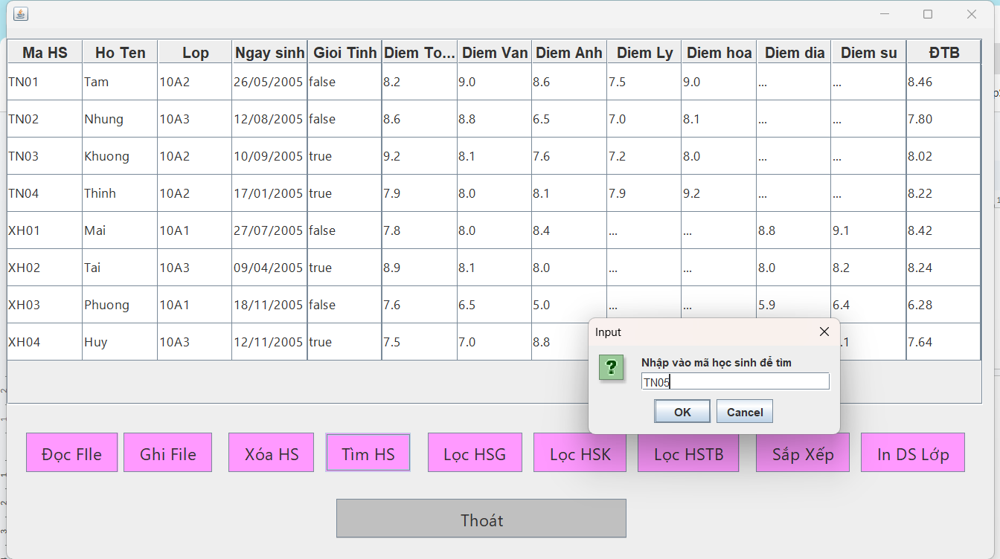 Ma HS Ho Ten Lop Ngay sinh Gioi Tinh Diem To... Diem Van Diem Anh Diem Ly Diem hoa Diem dia Diem su ĐTB
TN01 Tam 10A2 26/05/2005 false 8.2 9.0 8.6 7.5 9.0 ... ... 8.46
TN02 Nhung 10A3 12/08/2005 false 8.6 8.8 6.5 7.0 8.1 ... ... 7.80
TN03 Khuong 10A2 10/09/2005 true 9.2 8.1 7.6 7.2 8.0 ... ... 8.02
TN04 Thinh 10A2 17/01/2005 true 7.9 8.0 8.1 7.9 9.2 ... ... 8.22
XH01 Mai 10A1 27/07/2005 false 7.8 8.0 8.4 ... ... 8.8 9.1 8.42
XH02 Tai 10A3 09/04/2005 true 8.9 8.1 8.0 ... ... 8.0 8.2 8.24
XH03 Phuong 10A1 18/11/2005 false 7.6 6.5 5.0 ... ... 5.9 6.4 6.28
XH04 Huy 10A3 12/11/2005 true 7.5 7.0 8.8 .1 7.64
Input
?
Nhập vào mã học sinh để tìm
TN05
OK Cancel
Đọc FIle Ghi File Xóa HS Tìm HS Lọc HSG Lọc HSK Lọc HSTB Sắp Xếp In DS Lớp
Thoát